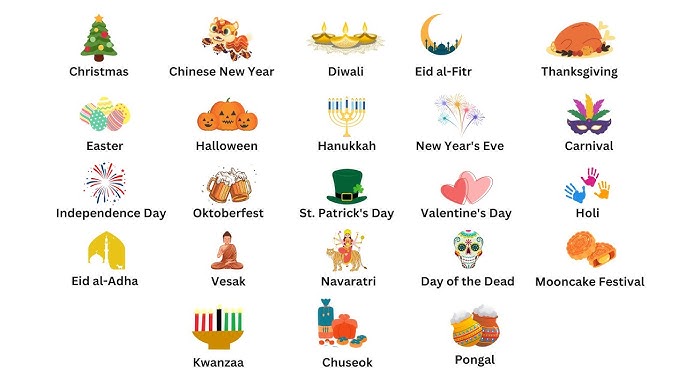 Christmas
Chinese New Year
Diwali
Eid al-Fitr
Thanksgiving
Easter
Halloween
Hanukkah
New Year's Eve
Carnival
Independence Day
Oktoberfest
St. Patrick's Day
Valentine's Day
Holi
Eid al-Adha
Vesak
Navaratri
Day of the Dead
Mooncake Festival
Kwanzaa
Chuseok
Pongal